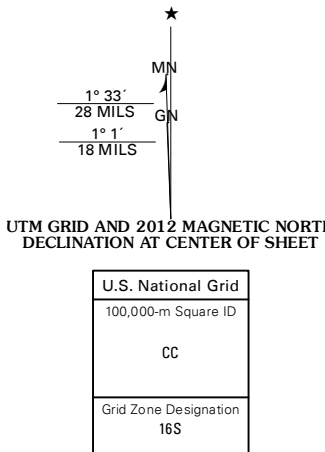 ★
MN
1° 33´
28 MILS
GN
1° 1´
18 MILS
UTM GRID AND 2012 MAGNETIC NORTH
DECLINATION AT CENTER OF SHEET
U.S. National Grid
100,000-m Square ID
CC
Grid Zone Designation
16S